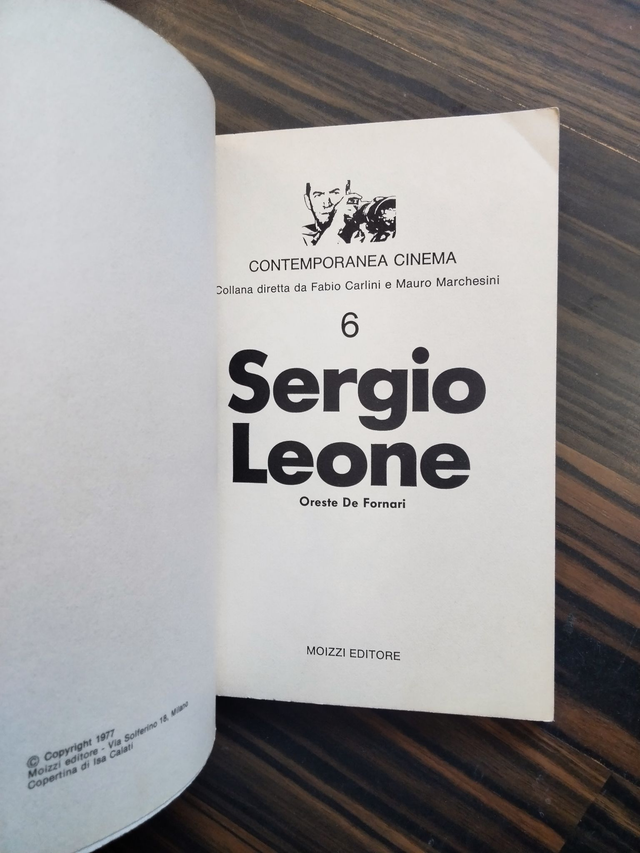 © Copyright 1977
Moizzi editore - Via Solferino 18, Milano
Copertina di Isa Calati
CONTEMPORANEA CINEMA
Collana diretta da Fabio Carlini e Mauro Marchesini
6
Sergio
Leone
Oreste De Fornari
MOIZZI EDITORE